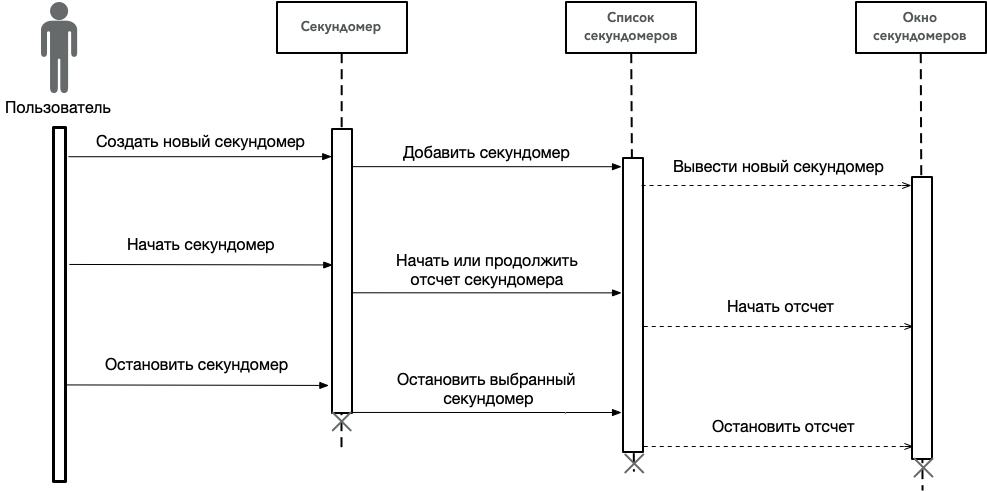 Секундомер
Список
секундомеров
Окно
секундомеров
Пользователь
Создать новый секундомер
Добавить секундомер
Вывести новый секундомер
Начать секундомер
Начать или продолжить
отсчет секундомера
Начать отсчет
Остановить секундомер
Остановить выбранный
секундомер
Остановить отсчет